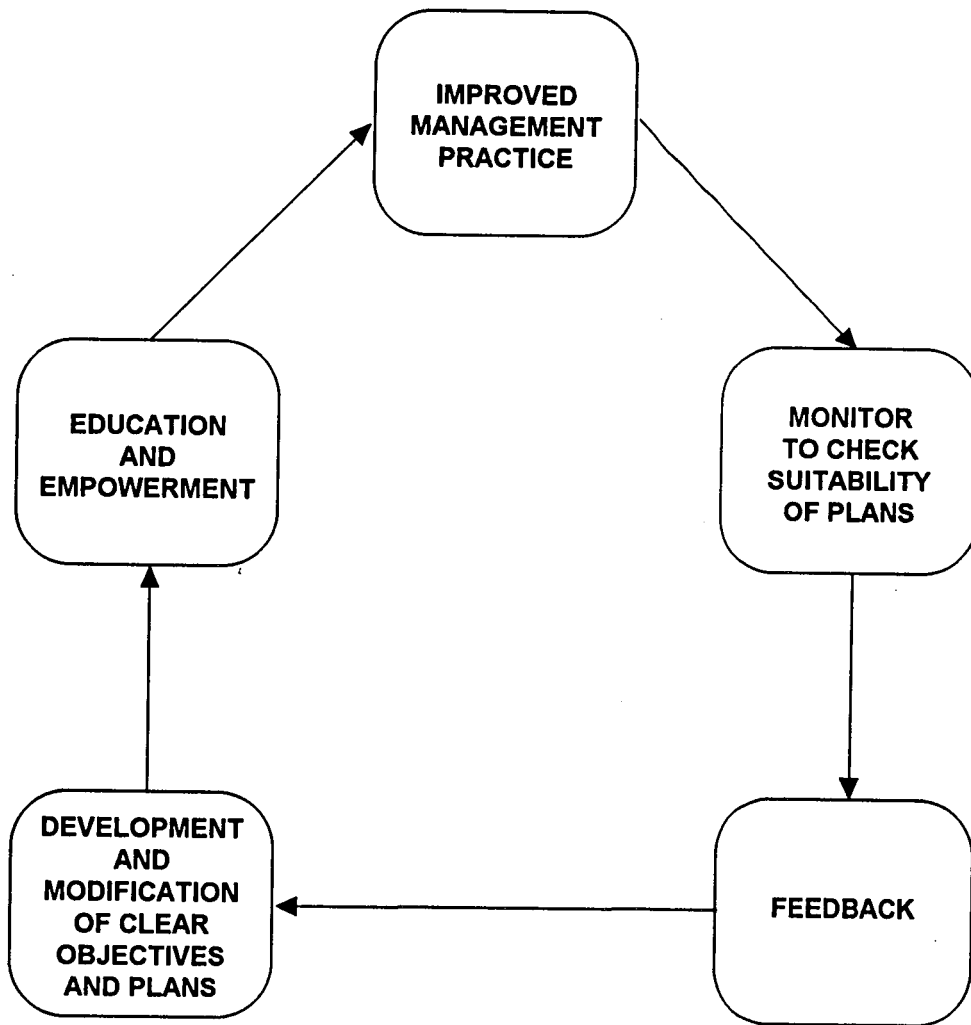 IMPROVED
MANAGEMENT
PRACTICE
EDUCATION
AND
EMPOWERMENT
MONITOR
TO CHECK
SUITABILITY
OF PLANS
DEVELOPMENT
AND
MODIFICATION
OF CLEAR
OBJECTIVES
AND PLANS
FEEDBACK